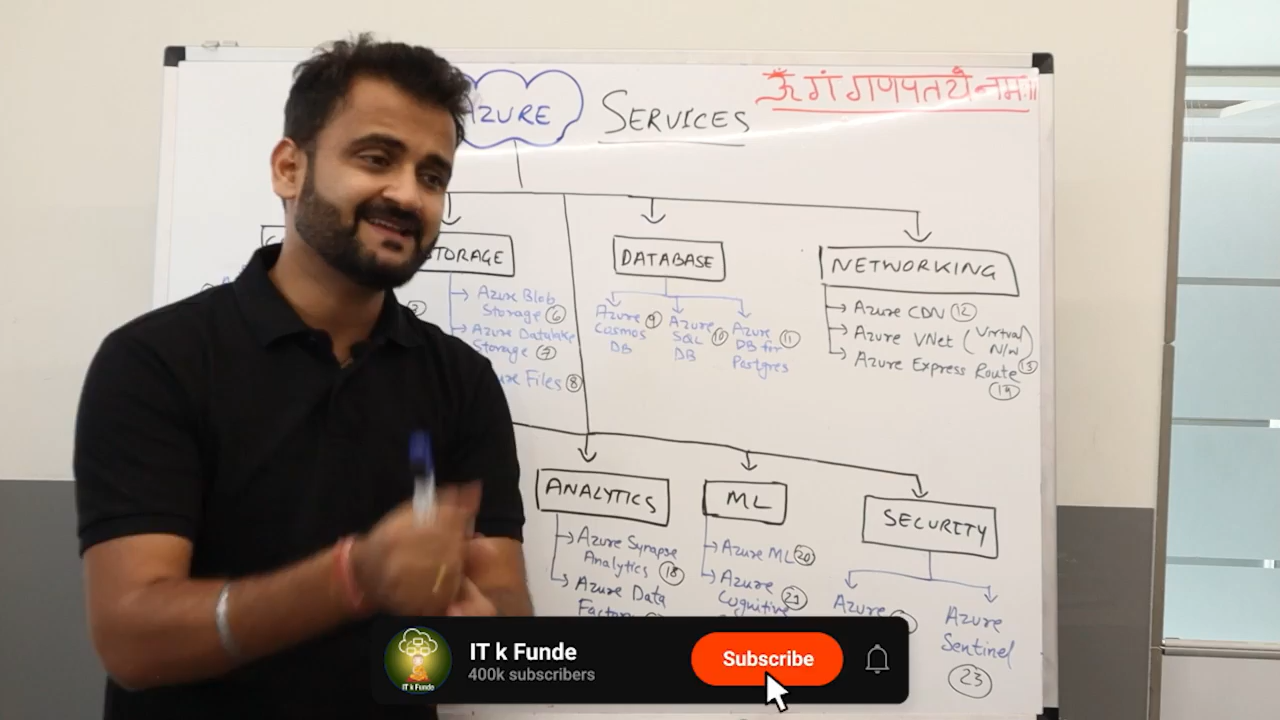 AZURE
SERVICES
ॐ गं गणपतये नमः॥
STORAGE
Azure Blob
Storage 6
Azure Datalake
Storage 7
Files 8
DATABASE
Azure 9
Cosmos
DB
Azure
SQL 10
DB
Azure
DB for 11
Postgres
NETWORKING
Azure CDN 12
Azure VNet (Virtual
N/w) 13
Azure Express Route
19
ANALYTICS
Azure Synapse
Analytics 18
Azure Data
ML
Azure ML 20
Azure
Cognitive 21
SECURITY
Azure
Azure
Sentinel
23
IT k Funde
IT k Funde
400k subscribers
Subscribe